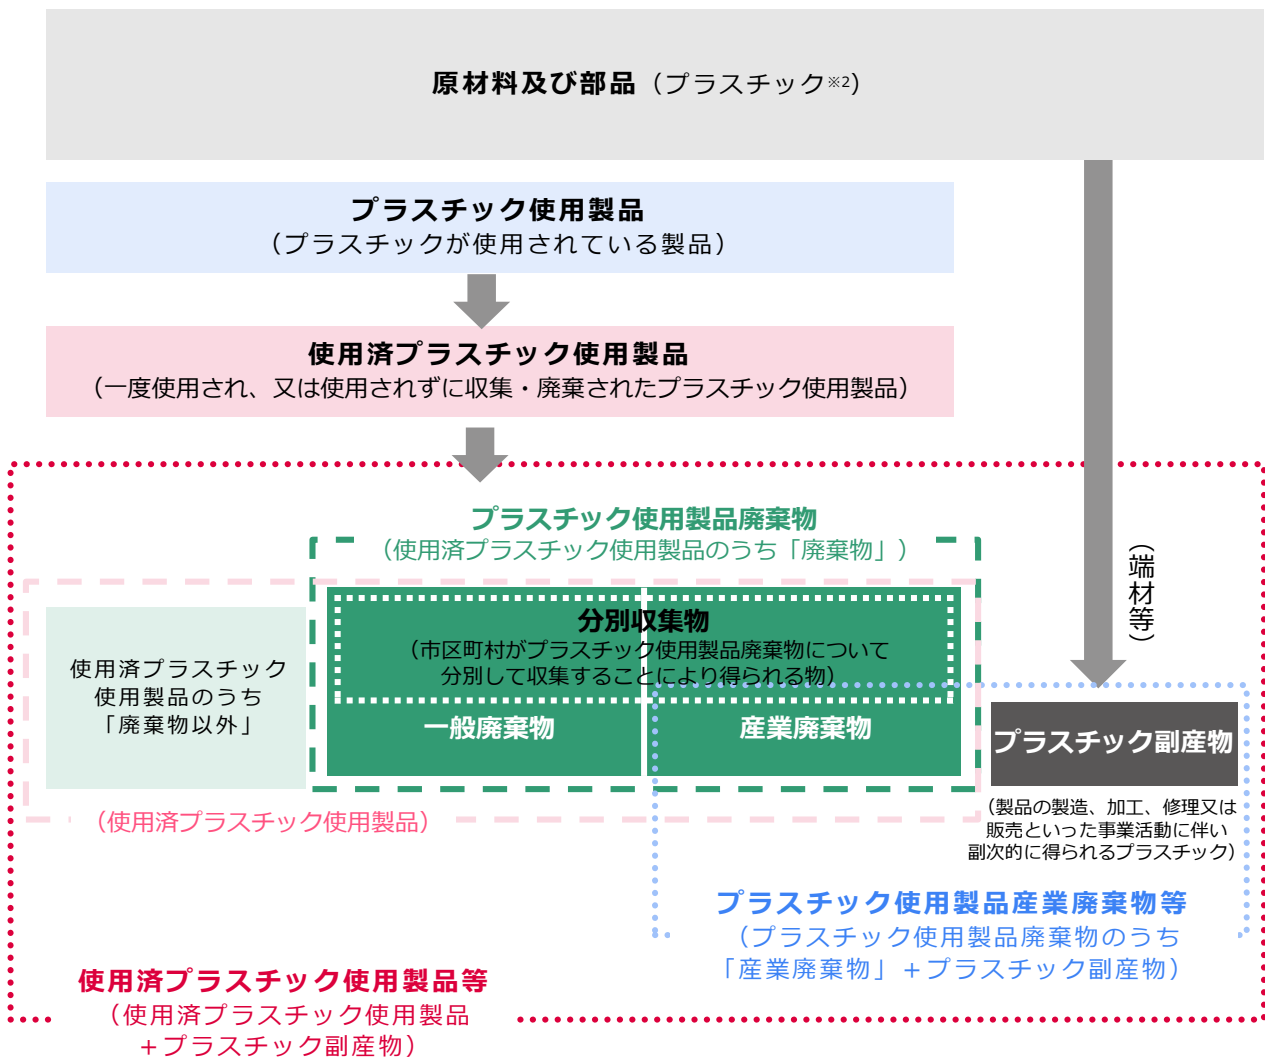 原材料及び部品（プラスチック※2）
プラスチック使用製品
（プラスチックが使用されている製品）
使用済プラスチック使用製品
（一度使用され、又は使用されずに収集・廃棄されたプラスチック使用製品）
プラスチック使用製品廃棄物
（使用済プラスチック使用製品のうち「廃棄物」）
（端材等）
分別収集物
（市区町村がプラスチック使用製品廃棄物について
分別して収集することにより得られる物）
使用済プラスチック
使用製品のうち
「廃棄物以外」
一般廃棄物
産業廃棄物
プラスチック副産物
（製品の製造、加工、修理又は
販売といった事業活動に伴い
副次的に得られるプラスチック）
（使用済プラスチック使用製品）
プラスチック使用製品産業廃棄物等
（プラスチック使用製品廃棄物のうち
「産業廃棄物」＋プラスチック副産物）
使用済プラスチック使用製品等
（使用済プラスチック使用製品
＋プラスチック副産物）